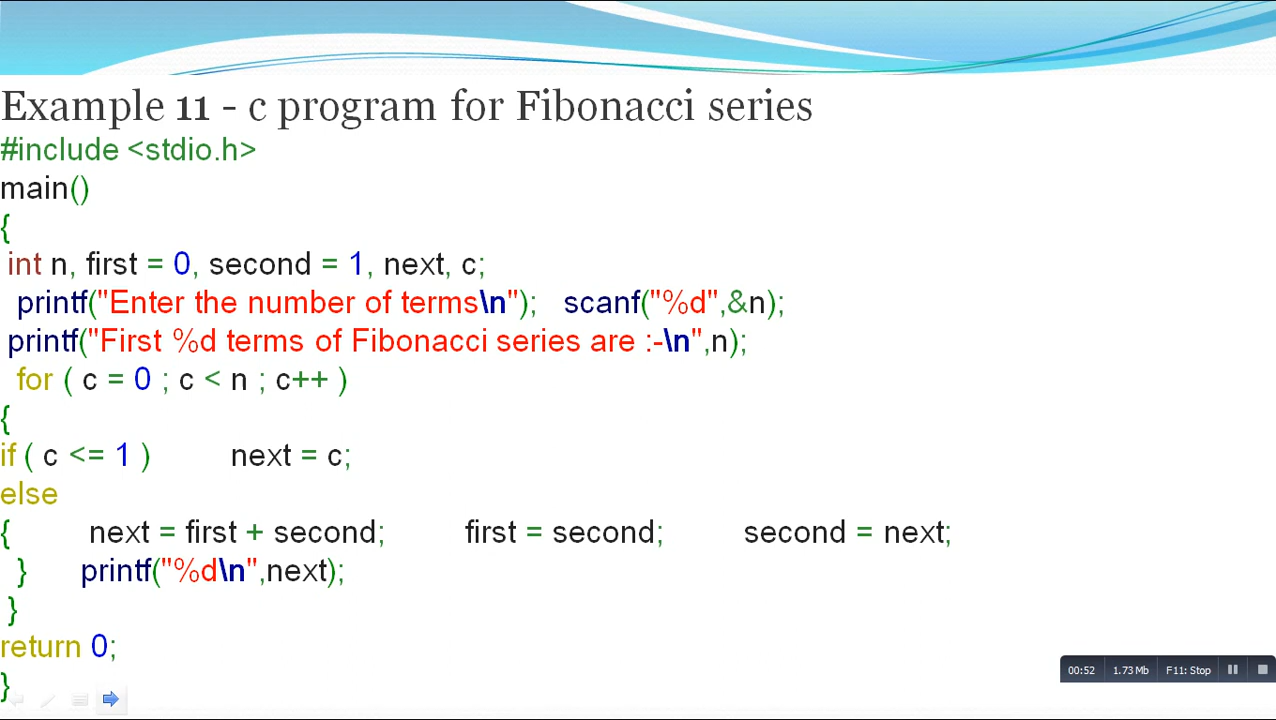 Example 11 - c program for Fibonacci series
#include <stdio.h>
main()
{
int n, first = 0, second = 1, next, c;
printf("Enter the number of terms\n"); scanf("%d",&n);
printf("First %d terms of Fibonacci series are :-\n",n);
for ( c = 0 ; c < n ; c++ )
{
if ( c <= 1 ) next = c;
else
{ next = first + second; first = second; second = next;
} printf("%d\n",next);
}
return 0;
}
00:52 1.73 Mb F11: Stop